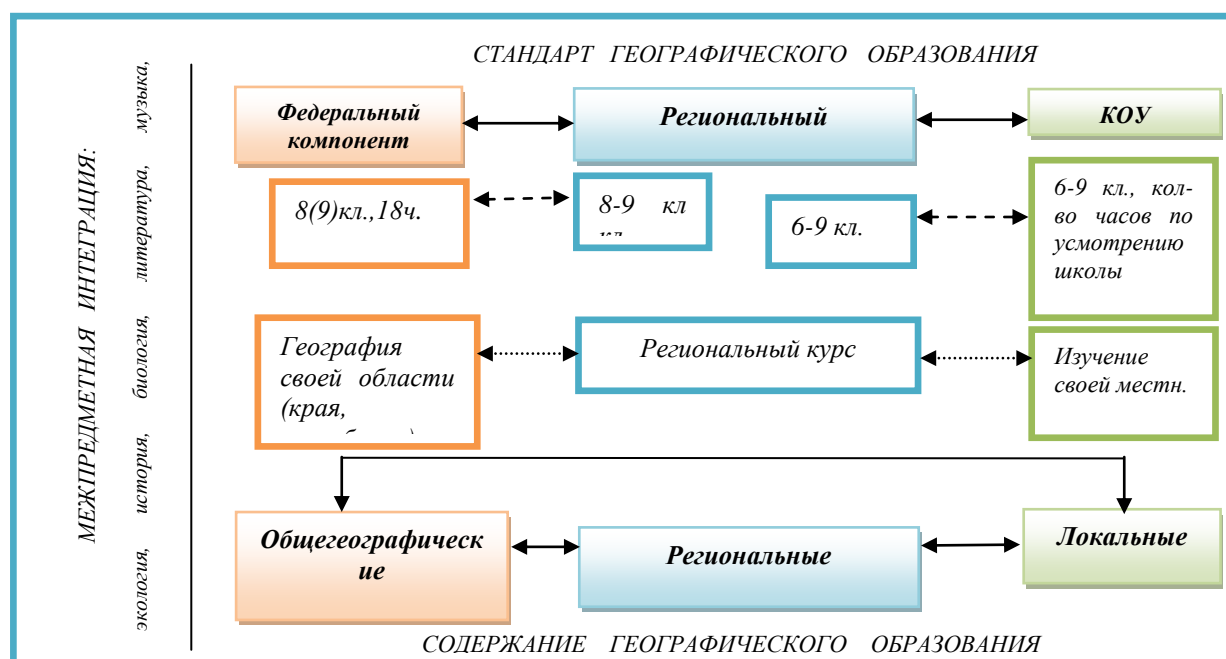 СТАНДАРТ ГЕОГРАФИЧЕСКОГО ОБРАЗОВАНИЯ
МЕЖПРЕДМЕТНАЯ ИНТЕГРАЦИЯ:
экология, история, биология, литература, музыка,
Федеральный
компонент
Региональный
КОУ
8(9)кл.,18ч.
8-9 кл
6-9 кл.
6-9 кл., кол-
во часов по
усмотрению
школы
География
своей области
(края,
Региональный курс
Изучение
своей местн.
Общегеографическ
ие
Региональные
Локальные
СОДЕРЖАНИЕ ГЕОГРАФИЧЕСКОГО ОБРАЗОВАНИЯ